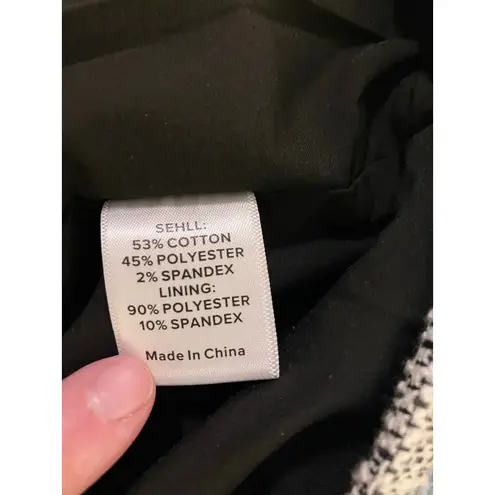 SEHLL:
53% COTTON
45% POLYESTER
2% SPANDEX
LINING:
90% POLYESTER
10% SPANDEX
Made In China